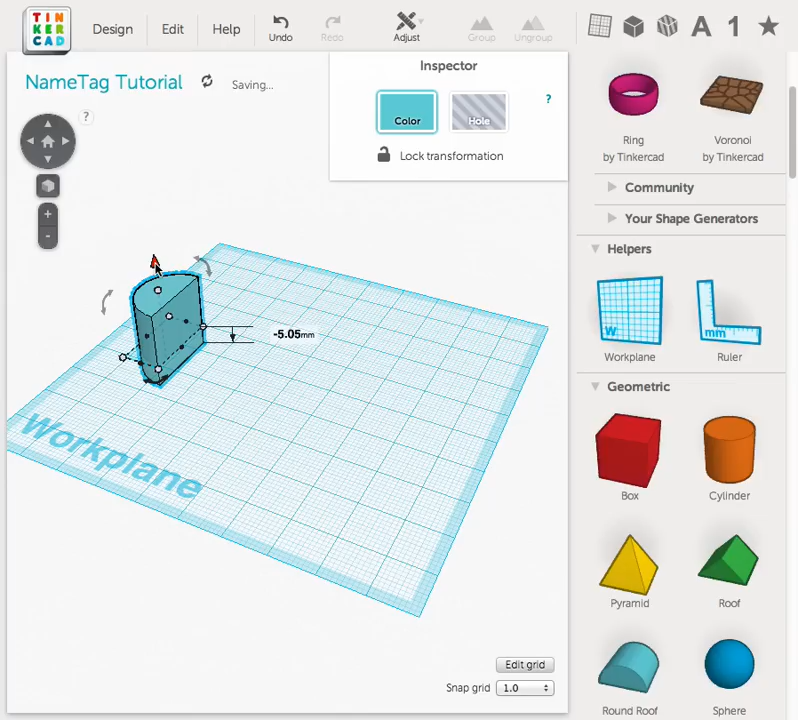 TIN
KER
CAD
Design
Edit
Help
Undo
Redo
Adjust
Group
Ungroup
A
1
NameTag Tutorial
Saving...
?
Inspector
Color
Hole
?
Lock transformation
+
-
-5.05mm
Workplane
Edit grid
Snap grid
1.0
Ring
by Tinkercad
Voronoi
by Tinkercad
Community
Your Shape Generators
Helpers
W
mm
Workplane
Ruler
Geometric
Box
Cylinder
Pyramid
Roof
Round Roof
Sphere